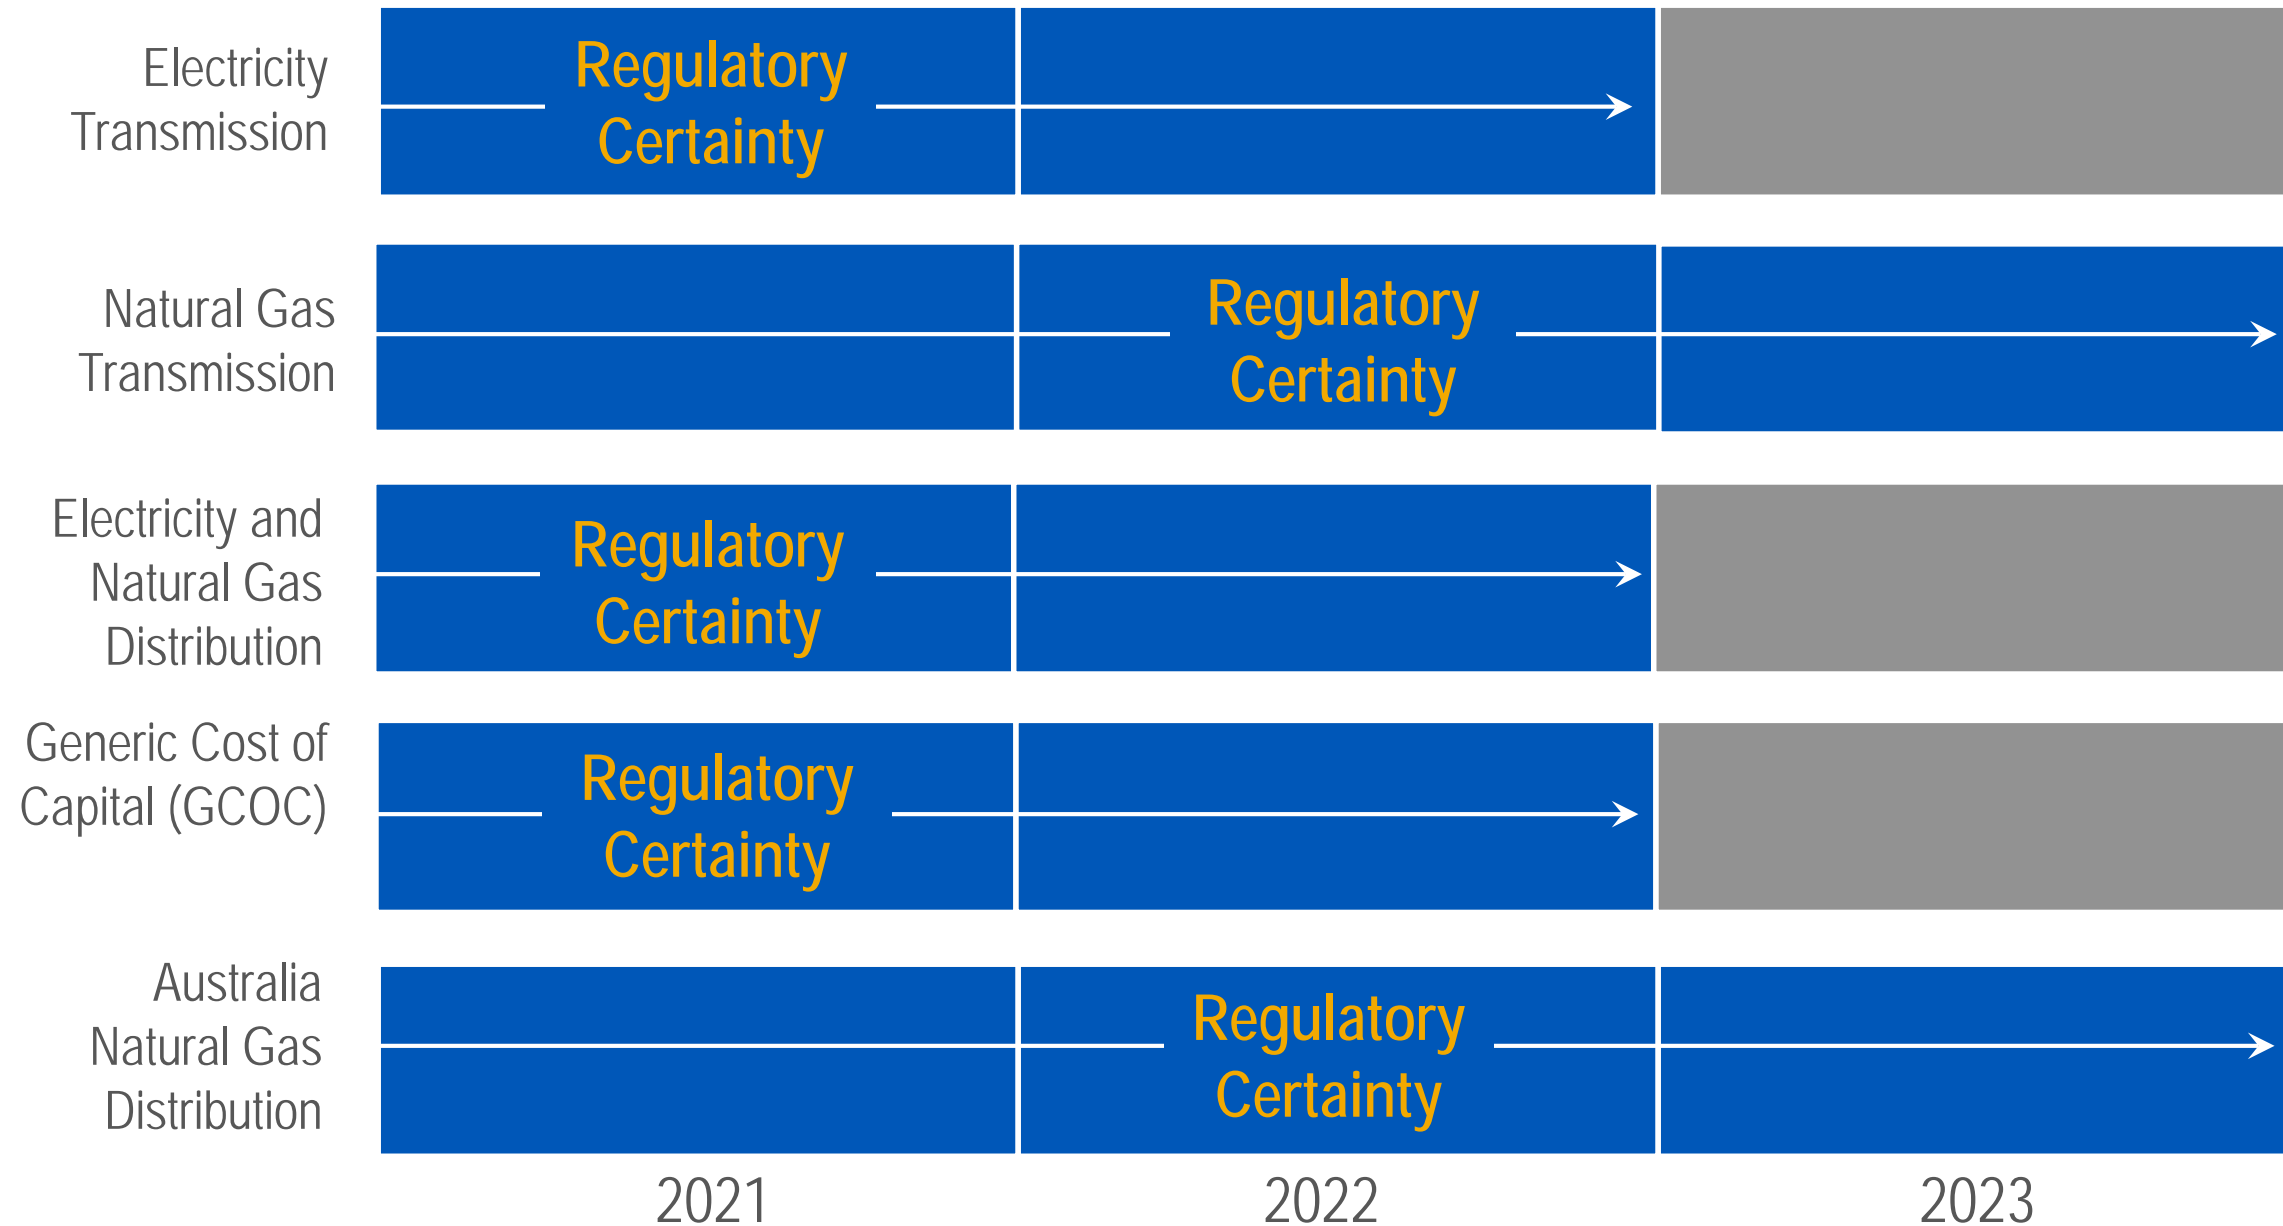 Electricity
Transmission
Regulatory
Certainty
Natural Gas
Transmission
Regulatory
Certainty
Electricity and
Natural Gas
Distribution
Regulatory
Certainty
Generic Cost of
Capital (GCOC)
Regulatory
Certainty
Australia
Natural Gas
Distribution
Regulatory
Certainty
2021
2022
2023